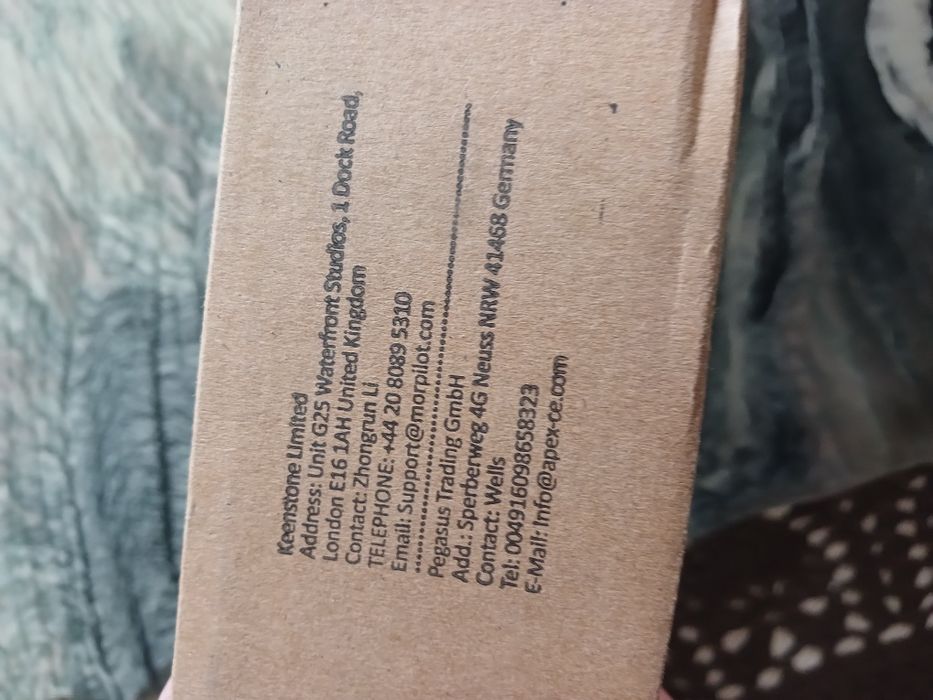 Keenstone Limited
Address: Unit G25 Waterfront Studios, 1 Dock Road,
London E16 1AH United Kingdom
Contact: Zhongrun Li
TELEPHONE: +44 20 8089 5310
Email: Support@morpilot.com
Pegasus Trading GmbH
Add.: Sperberweg 4G Neuss NRW 41468 Germany
Contact: Wells
Tel: 004916098658323
E-Mail: Info@apex-ce.com